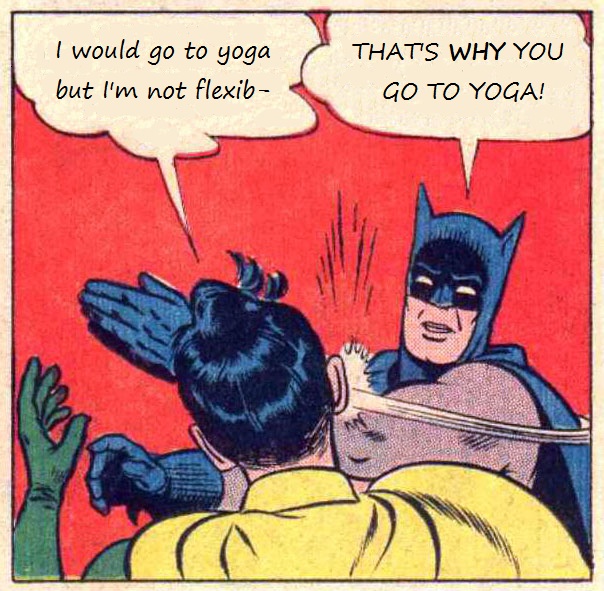 I would go to yoga
but I'm not flexib-
THAT'S WHY YOU
GO TO YOGA!